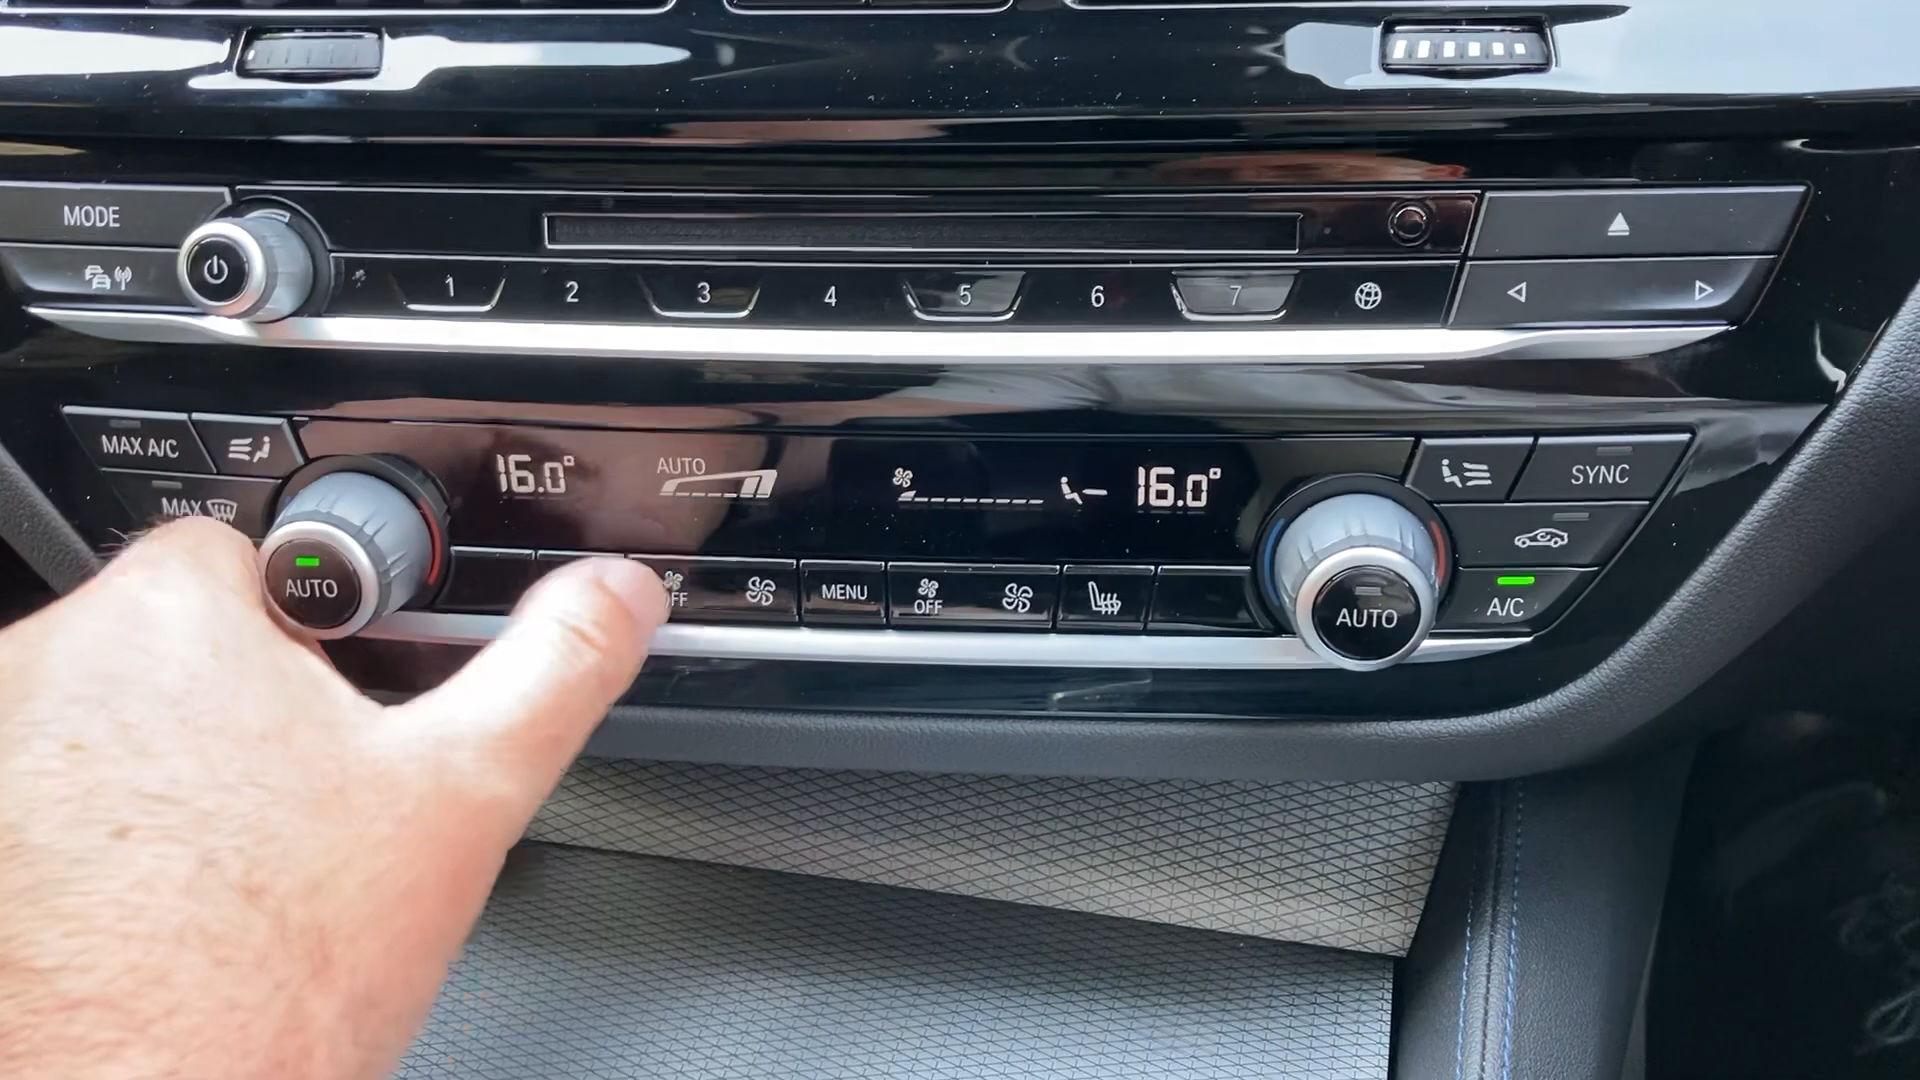 MODE
1 2 3 4 5 6 7
MAX A/C
MAX
16.0°
AUTO
16.0°
SYNC
AUTO
MENU
OFF
AUTO
A/C